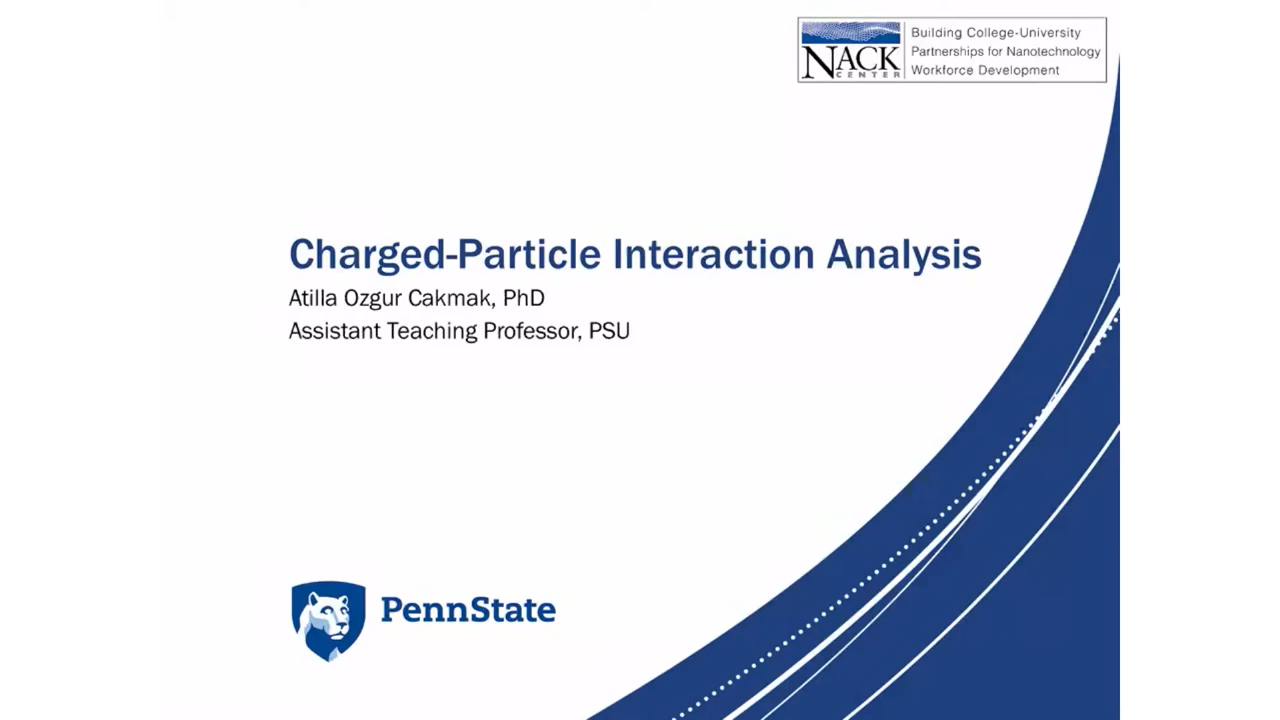 NACK
CENTER
Building College-University
Partnerships for Nanotechnology
Workforce Development
Charged-Particle Interaction Analysis
Atilla Ozgur Cakmak, PhD
Assistant Teaching Professor, PSU
PennState